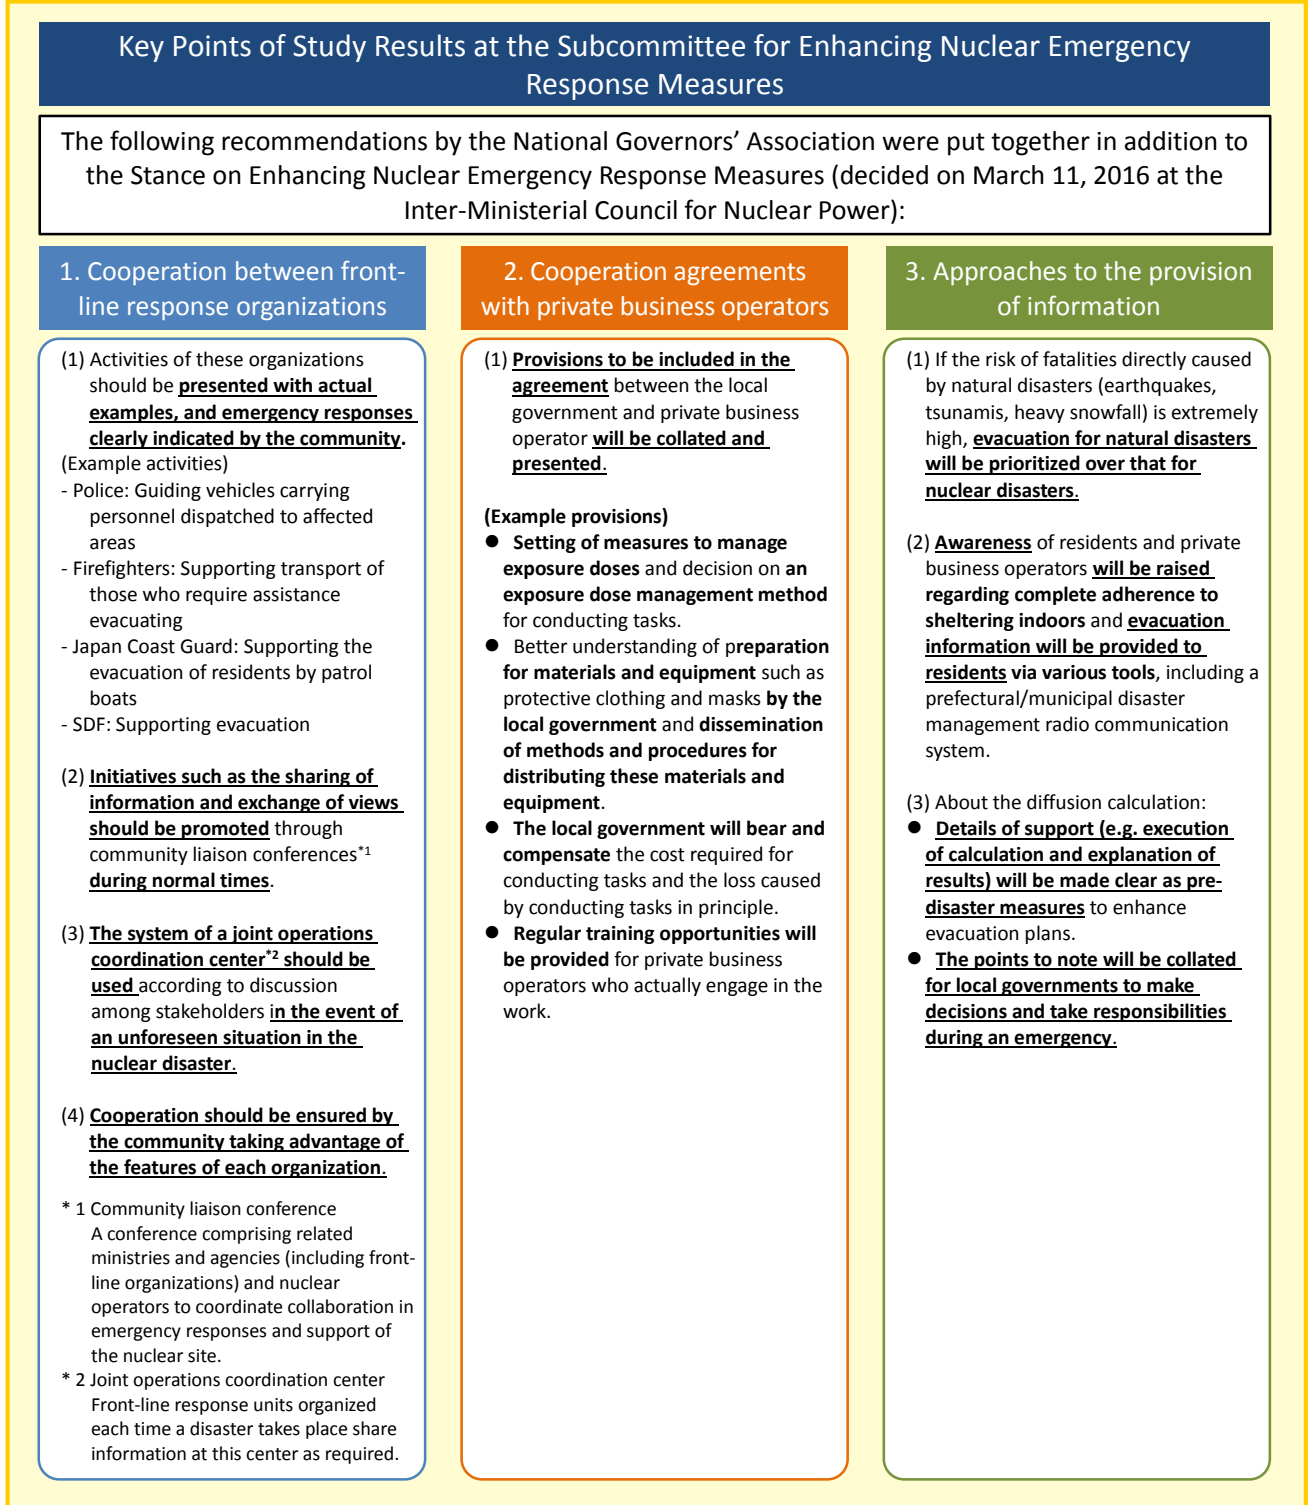 Key Points of Study Results at the Subcommittee for Enhancing Nuclear Emergency
Response Measures
The following recommendations by the National Governors’ Association were put together in addition to
the Stance on Enhancing Nuclear Emergency Response Measures (decided on March 11, 2016 at the
Inter-Ministerial Council for Nuclear Power):
1. Cooperation between front-
line response organizations
(1) Activities of these organizations
should be presented with actual
examples, and emergency responses
clearly indicated by the community.
(Example activities)
- Police: Guiding vehicles carrying
personnel dispatched to affected
areas
- Firefighters: Supporting transport of
those who require assistance
evacuating
- Japan Coast Guard: Supporting the
evacuation of residents by patrol
boats
- SDF: Supporting evacuation
(2) Initiatives such as the sharing of
information and exchange of views
should be promoted through
community liaison conferences*1
during normal times.
(3) The system of a joint operations
coordination center*2 should be
used according to discussion
among stakeholders in the event of
an unforeseen situation in the
nuclear disaster.
(4) Cooperation should be ensured by
the community taking advantage of
the features of each organization.
* 1 Community liaison conference
A conference comprising related
ministries and agencies (including front-
line organizations) and nuclear
operators to coordinate collaboration in
emergency responses and support of
the nuclear site.
* 2 Joint operations coordination center
Front-line response units organized
each time a disaster takes place share
information at this center as required.
2. Cooperation agreements
with private business operators
(1) Provisions to be included in the
agreement between the local
government and private business
operator will be collated and
presented.
(Example provisions)
● Setting of measures to manage
exposure doses and decision on an
exposure dose management method
for conducting tasks.
● Better understanding of preparation
for materials and equipment such as
protective clothing and masks by the
local government and dissemination
of methods and procedures for
distributing these materials and
equipment.
● The local government will bear and
compensate the cost required for
conducting tasks and the loss caused
by conducting tasks in principle.
● Regular training opportunities will
be provided for private business
operators who actually engage in the
work.
3. Approaches to the provision
of information
(1) If the risk of fatalities directly caused
by natural disasters (earthquakes,
tsunamis, heavy snowfall) is extremely
high, evacuation for natural disasters
will be prioritized over that for
nuclear disasters.
(2) Awareness of residents and private
business operators will be raised
regarding complete adherence to
sheltering indoors and evacuation
information will be provided to
residents via various tools, including a
prefectural/municipal disaster
management radio communication
system.
(3) About the diffusion calculation:
● Details of support (e.g. execution
of calculation and explanation of
results) will be made clear as pre-
disaster measures to enhance
evacuation plans.
● The points to note will be collated
for local governments to make
decisions and take responsibilities
during an emergency.